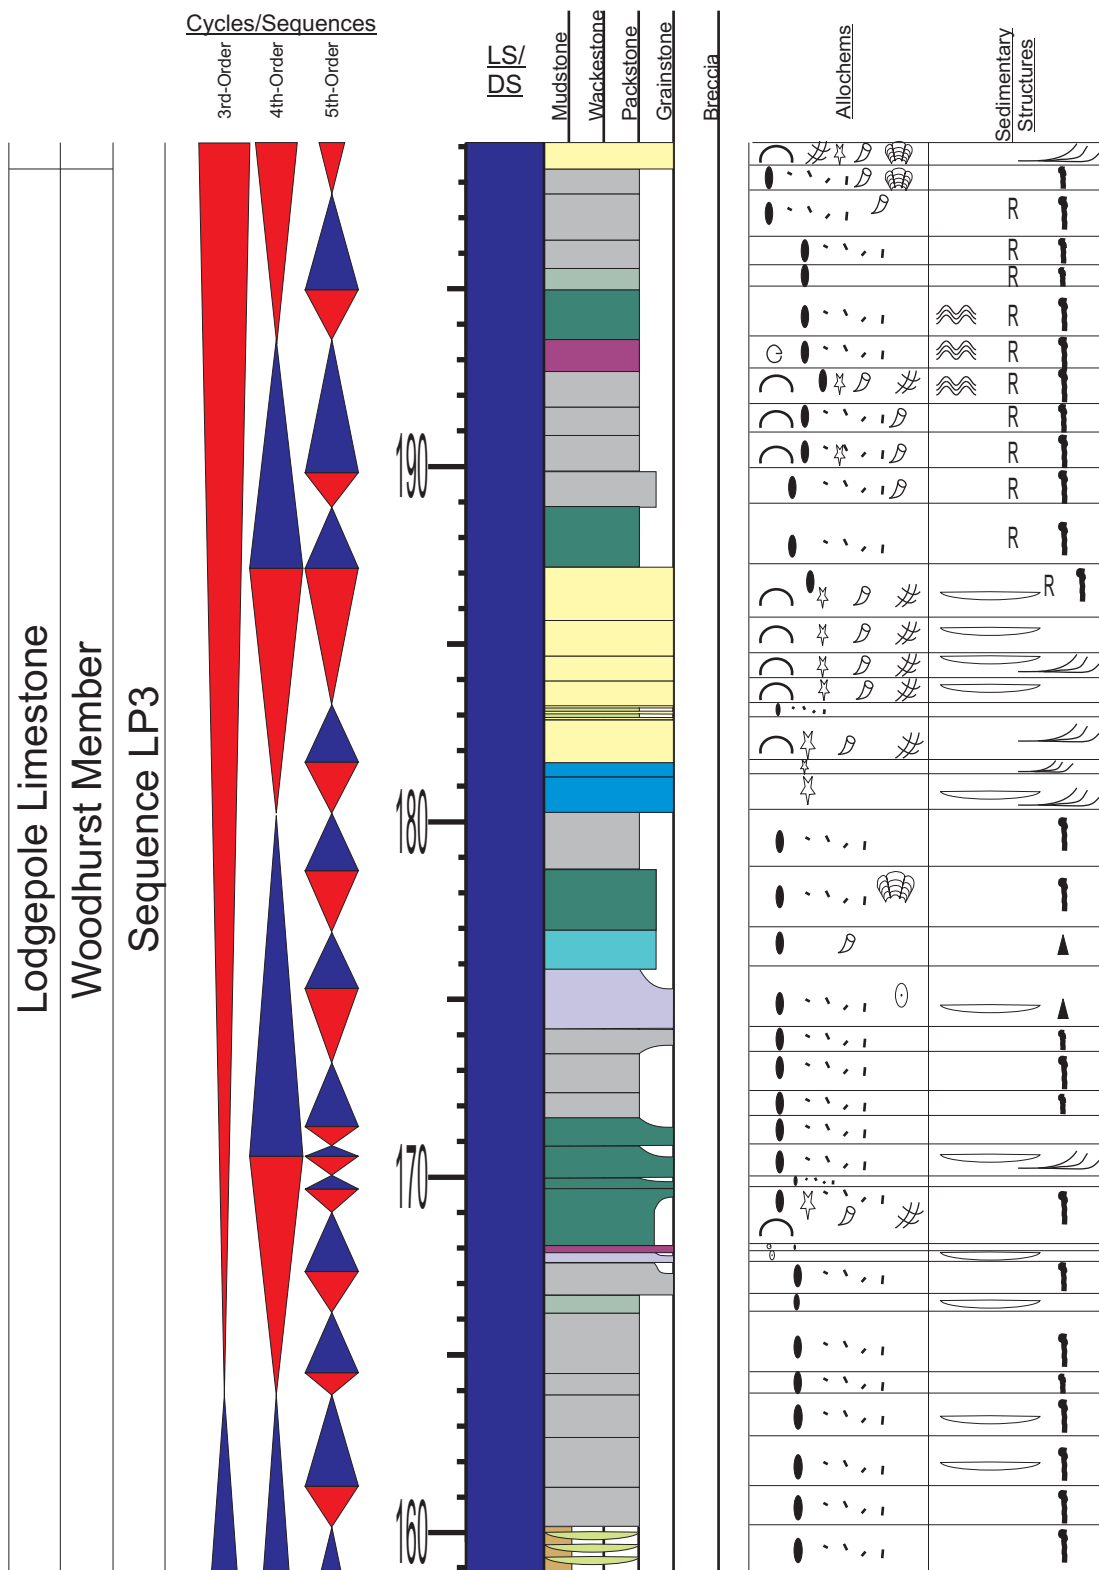 Cycles/Sequences
3rd-Order
4th-Order
5th-Order
LS/
DS
Mudstone
Wackestone
Packstone
Grainstone
Breccia
Allochems
Sedimentary
Structures
Lodgepole Limestone
Woodhurst Member
Sequence LP3
190
180
170
160
R
R
R
R
R
R
R
R
R
R
R